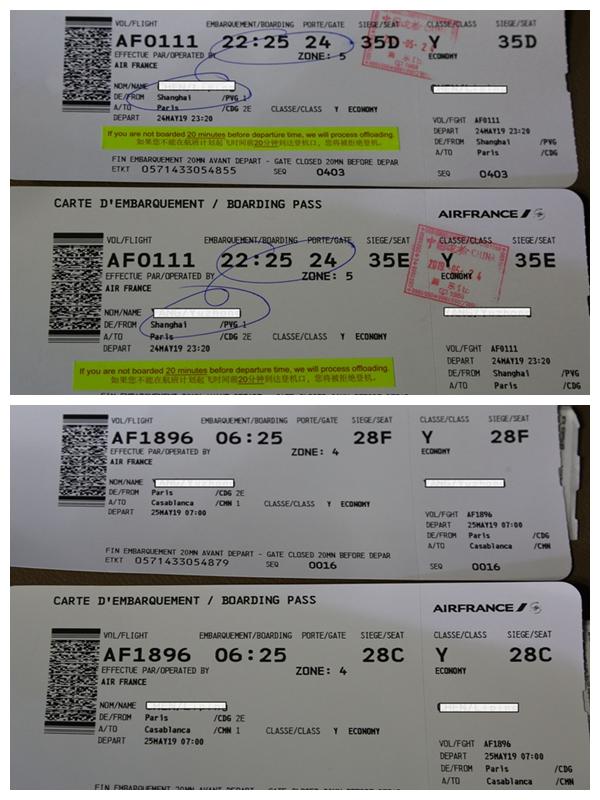 VOL/FLIGHT EMBARQUEMENT/BOARDING PORTE/GATE SIEGE/SEAT CLASSE/CLASS SIEGE/SEAT
AF0111 22:25 24 35D Y 35D
EFFECTUE PAR/OPERATED BY ZONE: 5 ECONOMY
AIR FRANCE
NOM/NAME
DE/FROM Shanghai /PVG 1
A/TO Paris /CDG 2E CLASSE/CLASS Y ECONOMY
DEPART 24MAY19 23:20
VOL/FGHT AF0111
DEPART 24MAY19 23:20
DE/FROM Shanghai /PVG
A/TO Paris /CDG
If you are not boarded 20 minutes before departure time, we will process offloading.
如果您不能在航班计划起飞时间前20分钟到达登机口，您将被拒绝登机。
FIN EMBARQUEMENT 20MN AVANT DEPART - GATE CLOSED 20MN BEFORE DEPAR
ETKT 0571433054855 SEQ 0403 SEQ 0403
CARTE D'EMBARQUEMENT / BOARDING PASS AIRFRANCE
VOL/FLIGHT EMBARQUEMENT/BOARDING PORTE/GATE SIEGE/SEAT CLASSE/CLASS SIEGE/SEAT
AF0111 22:25 24 35E Y 35E
EFFECTUE PAR/OPERATED BY ZONE: 5 ECONOMY
AIR FRANCE
NOM/NAME
DE/FROM Shanghai /PVG 1
A/TO Paris /CDG 2E CLASSE/CLASS Y ECONOMY
DEPART 24MAY19 23:20
VOL/FGHT AF0111
DEPART 24MAY19 23:20
DE/FROM Shanghai /PVG
A/TO Paris /CDG
If you are not boarded 20 minutes before departure time, we will process offloading.
如果您不能在航班计划起飞时间前20分钟到达登机口，您将被拒绝登机。
VOL/FLIGHT EMBARQUEMENT/BOARDING PORTE/GATE SIEGE/SEAT CLASSE/CLASS SIEGE/SEAT
AF1896 06:25 28F Y 28F
EFFECTUE PAR/OPERATED BY ZONE: 4 ECONOMY
AIR FRANCE
NOM/NAME
DE/FROM Paris /CDG 2E
A/TO Casablanca /CMN 1 CLASSE/CLASS Y ECONOMY
DEPART 25MAY19 07:00
VOL/FGHT AF1896
DEPART 25MAY19 07:00
DE/FROM Paris /CDG
A/TO Casablanca /CMN
FIN EMBARQUEMENT 20MN AVANT DEPART - GATE CLOSED 20MN BEFORE DEPAR
ETKT 0571433054879 SEQ 0016 SEQ 0016
CARTE D'EMBARQUEMENT / BOARDING PASS AIRFRANCE
VOL/FLIGHT EMBARQUEMENT/BOARDING PORTE/GATE SIEGE/SEAT CLASSE/CLASS SIEGE/SEAT
AF1896 06:25 28C Y 28C
EFFECTUE PAR/OPERATED BY ZONE: 4 ECONOMY
AIR FRANCE
NOM/NAME
DE/FROM Paris /CDG 2E
A/TO Casablanca /CMN 1 CLASSE/CLASS Y ECONOMY
DEPART 25MAY19 07:00
VOL/FGHT AF1896
DEPART 25MAY19 07:00
DE/FROM Paris /CDG
A/TO Casablanca /CMN